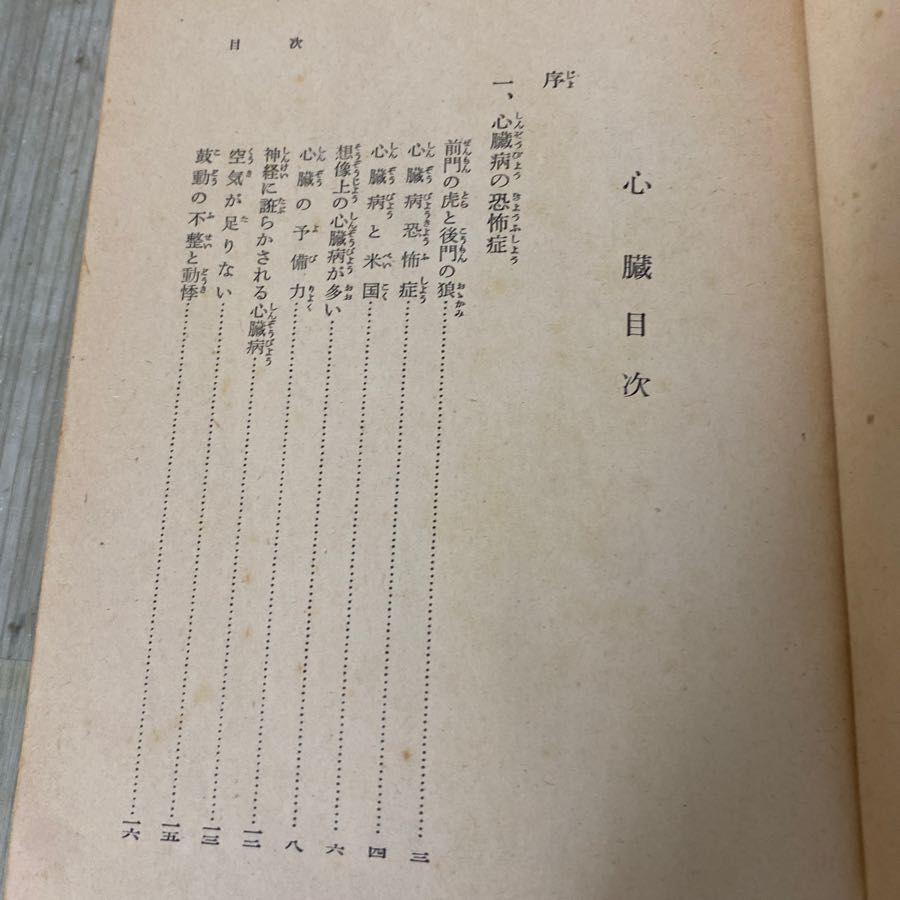 心臓目次
序
一、心臓病の恐怖症
前門の虎と後門の狼……三
心臓病恐怖症……四
心臓病と米国……六
想像上の心臓病が多い……八
心臓の予備力……一二
神経に誑らかされる心臓病……一三
空気が足りない……一五
鼓動の不整と動悸……一六
目次